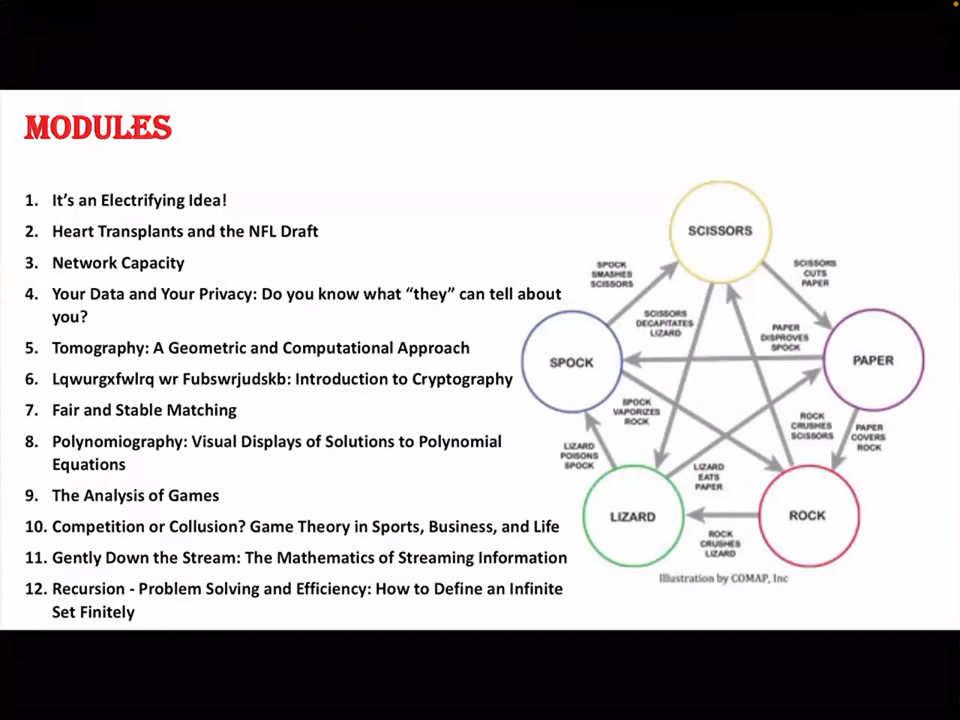 MODULES
1. It's an Electrifying Idea!
2. Heart Transplants and the NFL Draft
3. Network Capacity
4. Your Data and Your Privacy: Do you know what “they” can tell about
you?
5. Tomography: A Geometric and Computational Approach
6. Lqwurgxfwlrq wr Fubswrjudskb: Introduction to Cryptography
7. Fair and Stable Matching
8. Polynomiography: Visual Displays of Solutions to Polynomial
Equations
9. The Analysis of Games
10. Competition or Collusion? Game Theory in Sports, Business, and Life
11. Gently Down the Stream: The Mathematics of Streaming Information
12. Recursion - Problem Solving and Efficiency: How to Define an Infinite
Set Finitely
SCISSORS
SPOCK
SMASHES
SCISSORS
SCISSORS
CUTS
PAPER
SCISSORS
DECAPITATES
LIZARD
PAPER
DISPROVES
SPOCK
SPOCK
PAPER
SPOCK
VAPORIZES
ROCK
ROCK
CRUSHES
SCISSORS
PAPER
COVERS
ROCK
LIZARD
POISONS
SPOCK
LIZARD
EATS
PAPER
LIZARD
ROCK
ROCK
CRUSHES
LIZARD
Illustration by COMAP, Inc